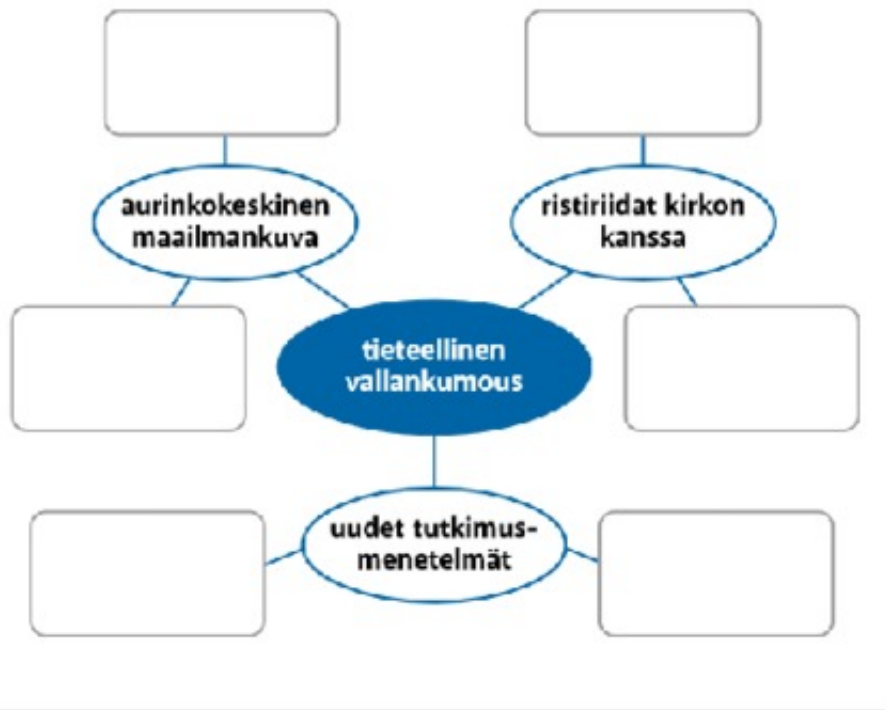 aurinkokeskinen
maailmankuva
ristiriidat kirkon
kanssa
tieteellinen
vallankumous
uudet tutkimus-
menetelmät